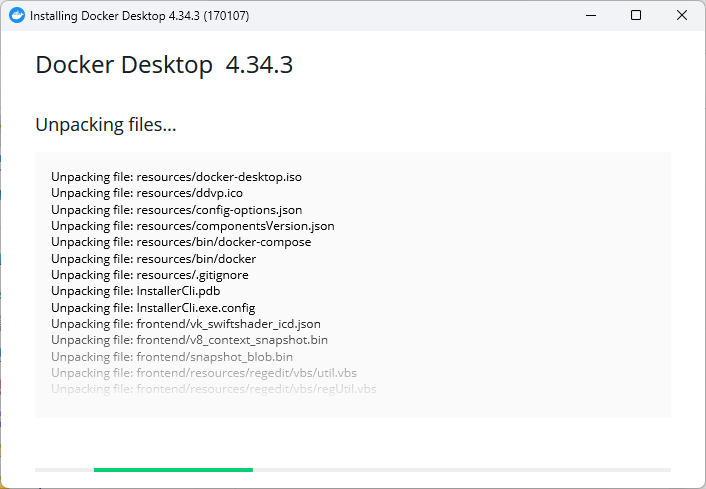 Installing Docker Desktop 4.34.3 (170107)
Docker Desktop 4.34.3
Unpacking files...
Unpacking file: resources/docker-desktop.iso
Unpacking file: resources/ddvp.ico
Unpacking file: resources/config-options.json
Unpacking file: resources/componentsVersion.json
Unpacking file: resources/bin/docker-compose
Unpacking file: resources/bin/docker
Unpacking file: resources/.gitignore
Unpacking file: InstallerCli.pdb
Unpacking file: InstallerCli.exe.config
Unpacking file: frontend/vk_swiftshader_icd.json
Unpacking file: frontend/v8_context_snapshot.bin
Unpacking file: frontend/snapshot_blob.bin
Unpacking file: frontend/resources/regedit/vbs/util.vbs
Unpacking file: frontend/resources/regedit/vbs/regUtil.vbs